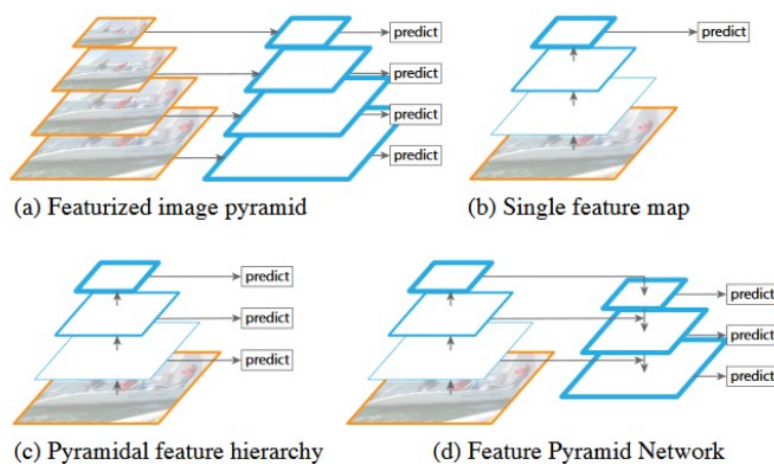 predict
predict
predict
predict
(a) Featurized image pyramid
predict
(b) Single feature map
predict
predict
predict
(c) Pyramidal feature hierarchy
predict
predict
predict
(d) Feature Pyramid Network